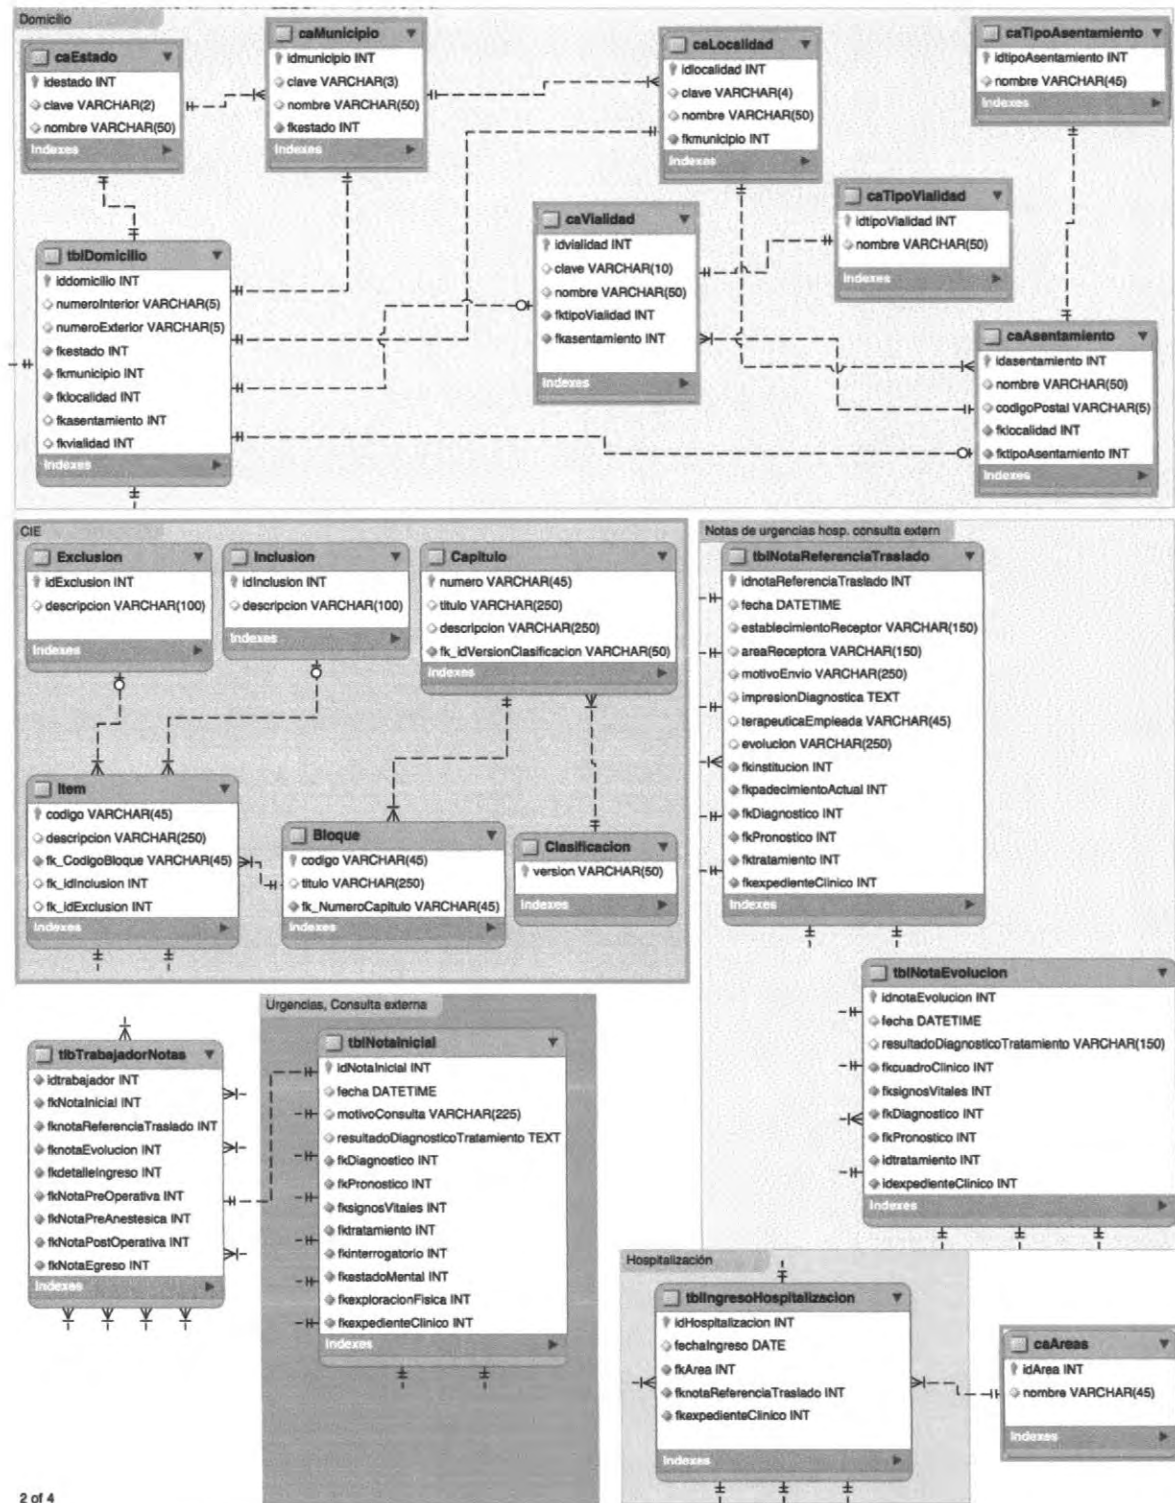 Domicilio
caEstado
idestado INT
clave VARCHAR(2)
nombre VARCHAR(50)
Indexes
caMunicipio
idmunicipio INT
clave VARCHAR(3)
nombre VARCHAR(50)
fkestado INT
Indexes
caLocalidad
idlocalidad INT
clave VARCHAR(4)
nombre VARCHAR(50)
fkmunicipio INT
Indexes
caTipoAsentamiento
idtipoAsentamiento INT
nombre VARCHAR(45)
Indexes
caTipoVialidad
idtipoVialidad INT
nombre VARCHAR(50)
Indexes
caVialidad
idvialidad INT
clave VARCHAR(10)
nombre VARCHAR(50)
fktipoVialidad INT
fkasentamiento INT
Indexes
tblDomicilio
iddomicilio INT
numeroInterior VARCHAR(5)
numeroExterior VARCHAR(5)
fkestado INT
fkmunicipio INT
fklocalidad INT
fkasentamiento INT
fkvialidad INT
Indexes
caAsentamiento
idasentamiento INT
nombre VARCHAR(50)
codigoPostal VARCHAR(5)
fklocalidad INT
fktipoAsentamiento INT
Indexes
CIE
Exclusion
idExclusion INT
descripcion VARCHAR(100)
Indexes
Inclusion
idInclusion INT
descripcion VARCHAR(100)
Indexes
Capitulo
numero VARCHAR(45)
titulo VARCHAR(250)
descripcion VARCHAR(250)
fk_idVersionClasificacion VARCHAR(50)
Indexes
Item
codigo VARCHAR(45)
descripcion VARCHAR(250)
fk_CodigoBloque VARCHAR(45)
fk_idInclusion INT
fk_idExclusion INT
Indexes
Bloque
codigo VARCHAR(45)
titulo VARCHAR(250)
fk_NumeroCapitulo VARCHAR(45)
Indexes
Clasificacion
version VARCHAR(50)
Indexes
Notas de urgencias hosp. consulta extern
tblNotaReferenciaTraslado
idnotaReferenciaTraslado INT
fecha DATETIME
establecimientoReceptor VARCHAR(150)
areaReceptora VARCHAR(150)
motivoEnvio VARCHAR(250)
impresionDiagnostica TEXT
terapeuticaEmpleada VARCHAR(45)
evolucion VARCHAR(250)
fkinstitucion INT
fkpadecimientoActual INT
fkDiagnostico INT
fkPronostico INT
fktratamiento INT
fkexpedienteClinico INT
Indexes
tblNotaEvolucion
idnotaEvolucion INT
fecha DATETIME
resultadoDiagnosticoTratamiento VARCHAR(150)
fkcuadroClinico INT
fksignosVitales INT
fkDiagnostico INT
fkPronostico INT
idtratamiento INT
idexpedienteClinico INT
Indexes
tlbTrabajadorNotas
idtrabajador INT
fkNotaInicial INT
fknotaReferenciaTraslado INT
fknotaEvolucion INT
fkdetalleIngreso INT
fkNotaPreOperativa INT
fkNotaPreAnestesica INT
fkNotaPostOperativa INT
fkNotaEgreso INT
Indexes
Urgencias, Consulta externa
tblNotaInicial
idNotaInicial INT
fecha DATETIME
motivoConsulta VARCHAR(225)
resultadoDiagnosticoTratamiento TEXT
fkDiagnostico INT
fkPronostico INT
fksignosVitales INT
fktratamiento INT
fkinterrogatorio INT
fkestadoMental INT
fkexploracionFisica INT
fkexpedienteClinico INT
Indexes
Hospitalización
tblIngresoHospitalizacion
idHospitalizacion INT
fechaIngreso DATE
fkArea INT
fknotaReferenciaTraslado INT
fkexpedienteClinico INT
Indexes
caAreas
idArea INT
nombre VARCHAR(45)
Indexes
2 of 4